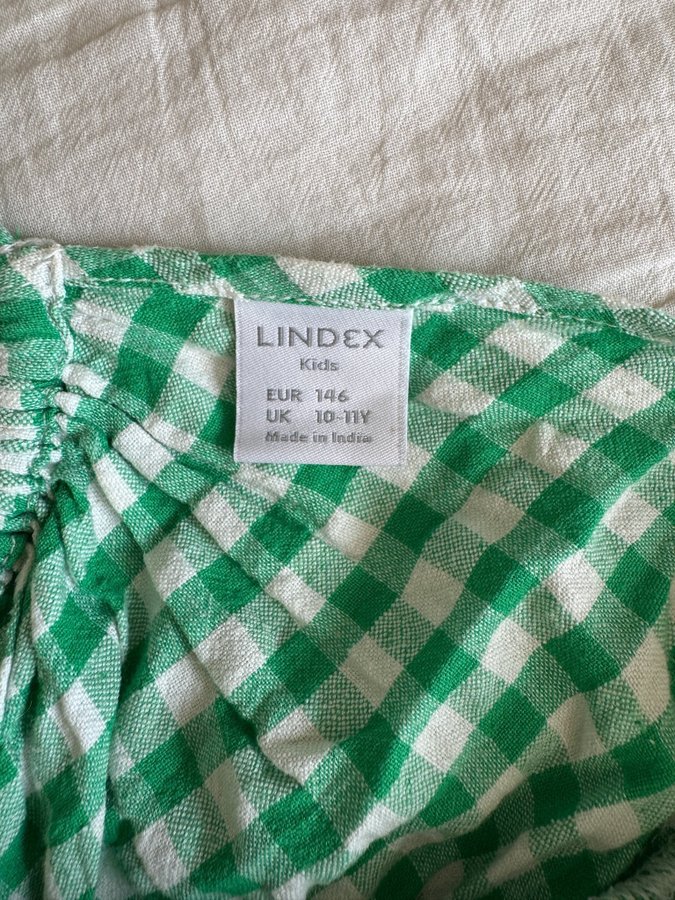 LINDEX
Kids
EUR 146
UK 10-11Y
Made in India